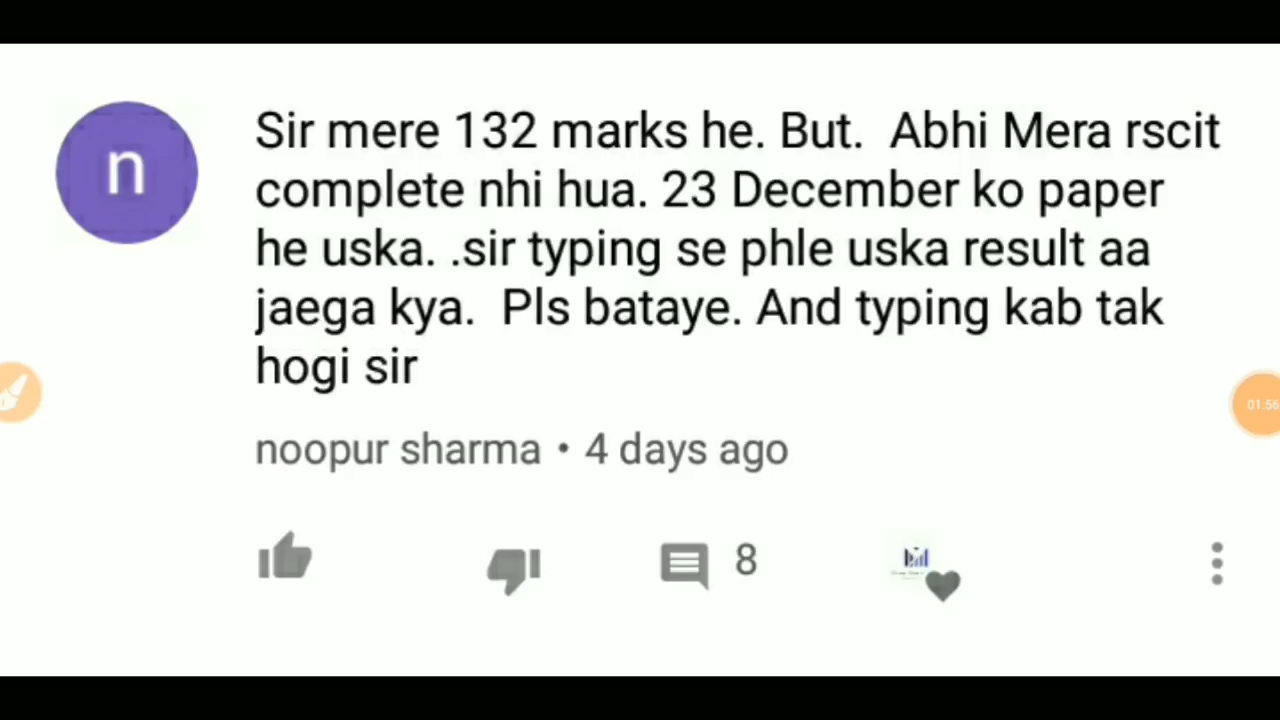 n
Sir mere 132 marks he. But.  Abhi Mera rscit
complete nhi hua. 23 December ko paper
he uska. .sir typing se phle uska result aa
jaega kya.  Pls bataye. And typing kab tak
hogi sir
noopur sharma • 4 days ago
8
01:56